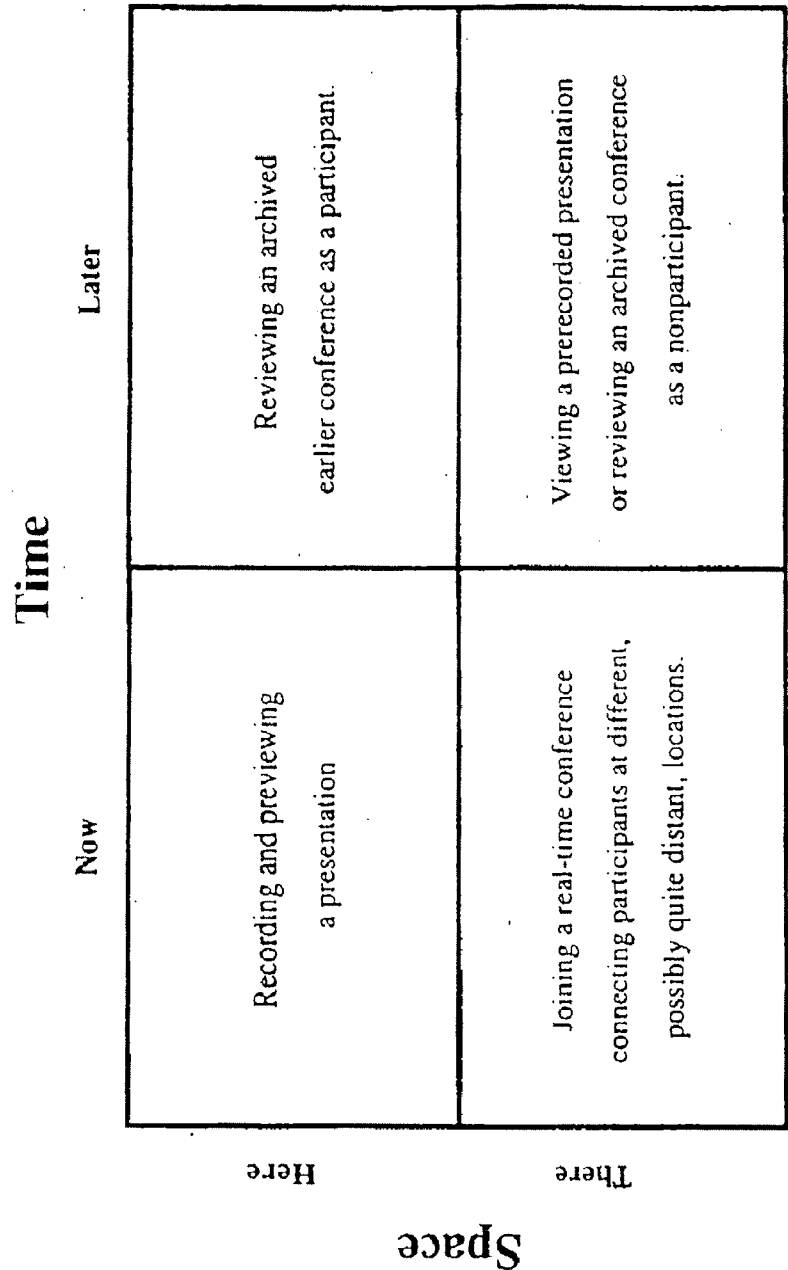 Time
Now
Later
Space
Here
Recording and previewing
a presentation
Reviewing an archived
earlier conference as a participant.
There
Joining a real-time conference
connecting participants at different,
possibly quite distant, locations.
Viewing a prerecorded presentation
or reviewing an archived conference
as a nonparticipant.